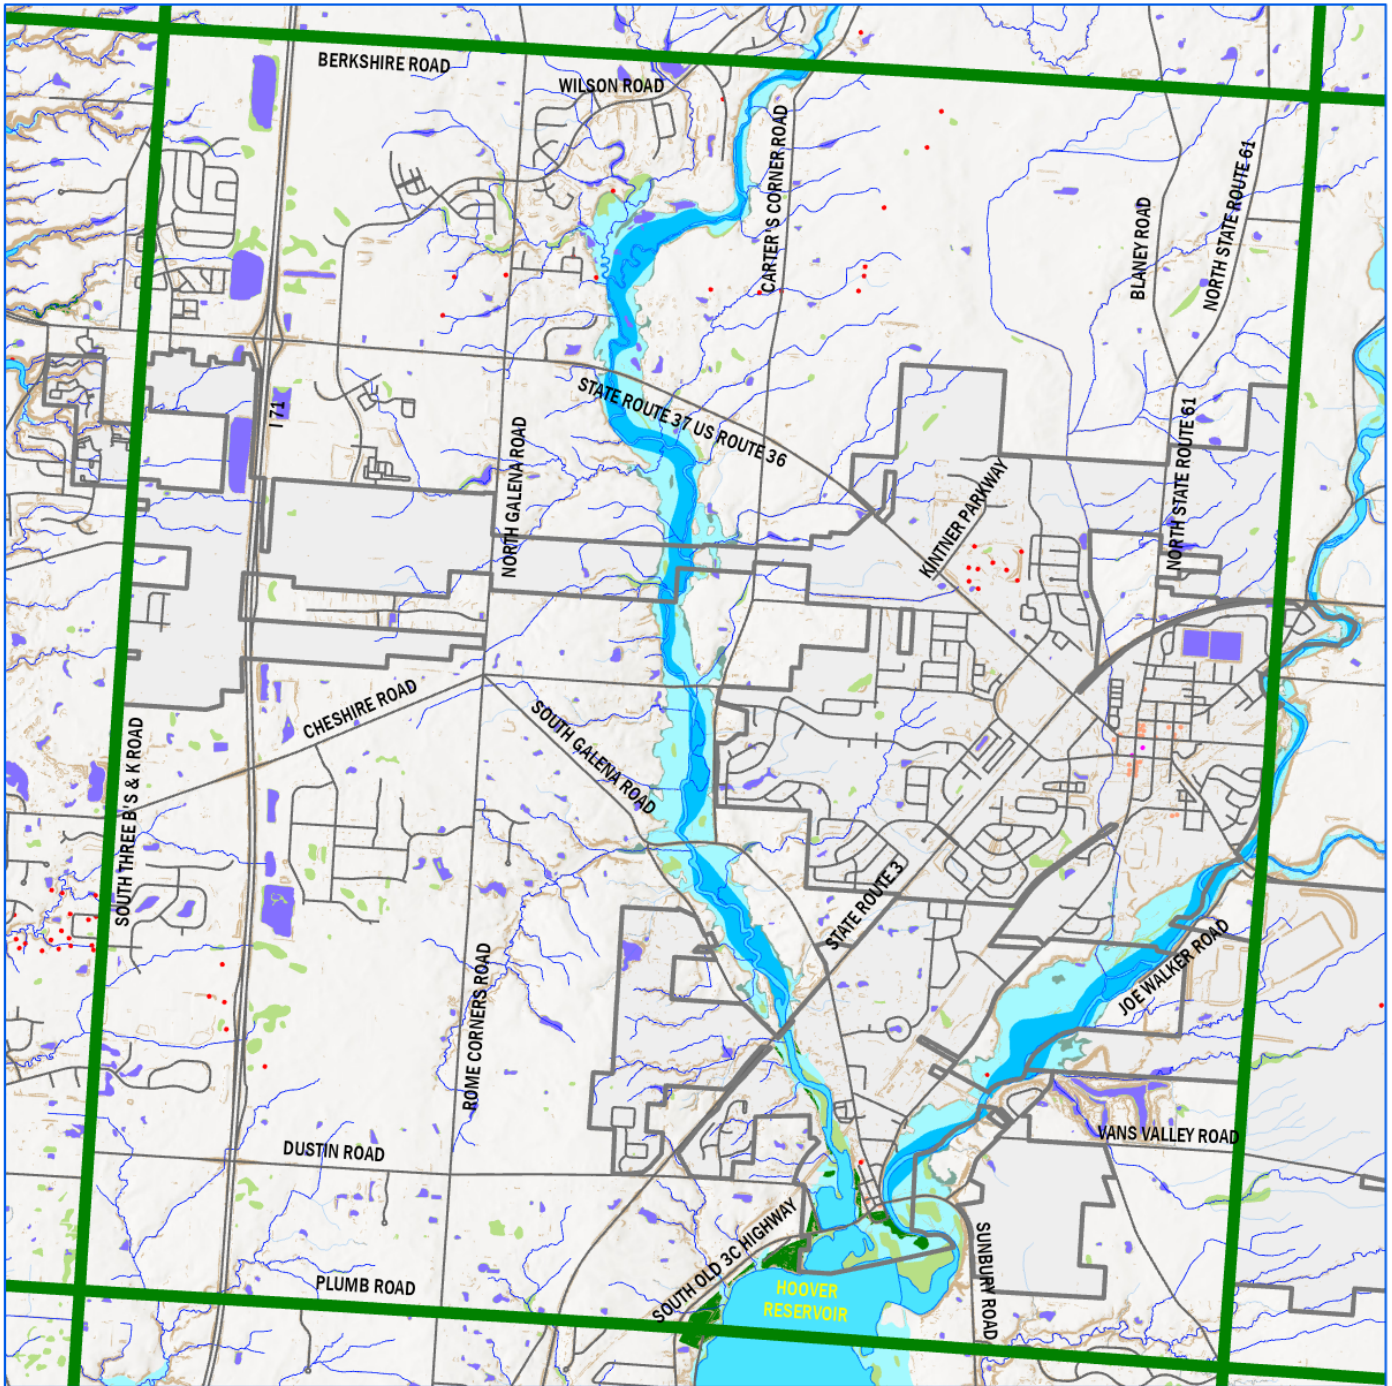 BERKSHIRE ROAD
WILSON ROAD
CARTER'S CORNER ROAD
BLANEY ROAD
NORTH STATE ROUTE 61
I 71
STATE ROUTE 37 US ROUTE 36
NORTH GALENA ROAD
KINTNER PARKWAY
NORTH STATE ROUTE 61
CHESHIRE ROAD
SOUTH GALENA ROAD
SOUTH THREE B'S & K ROAD
STATE ROUTE 3
JOE WALKER ROAD
ROME CORNERS ROAD
VANS VALLEY ROAD
DUSTIN ROAD
SOUTH OLD 3C HIGHWAY
SUNBURY ROAD
PLUMB ROAD
HOOVER
RESERVOIR